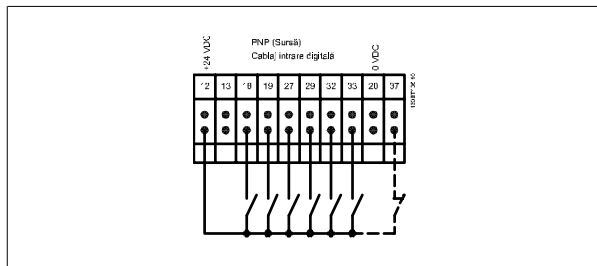 +24 VDC
PNP (Sursă)
Cablaj intrare digitală
0 VDC
12 13 18 19 27 29 32 33 20 37